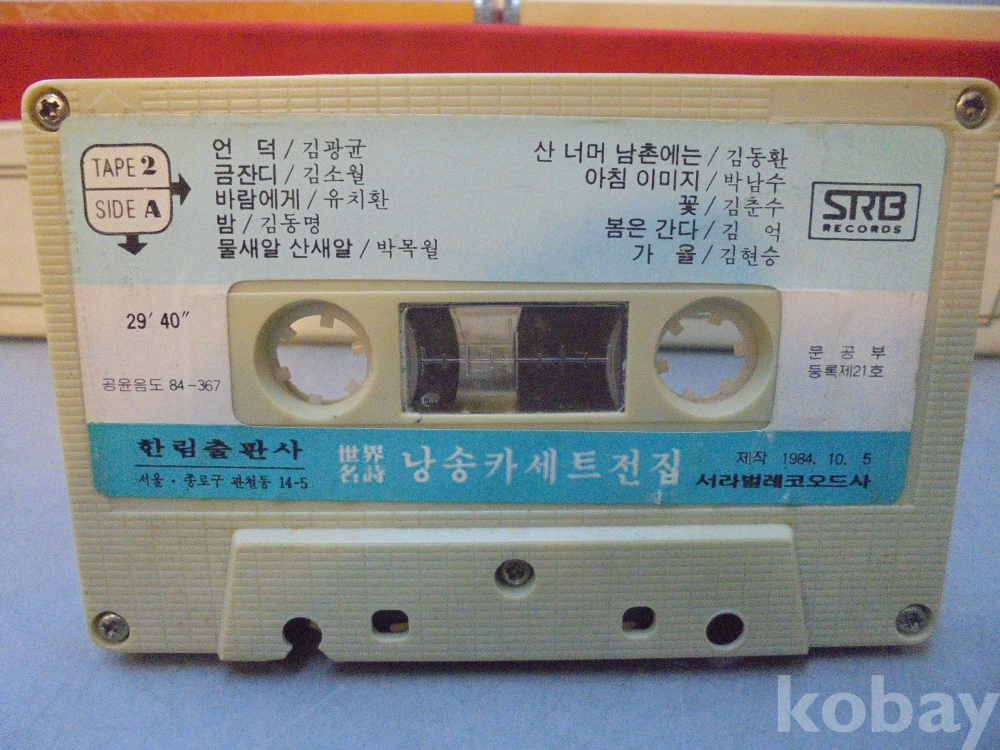 TAPE 2
SIDE A
언 덕 / 김광균
금잔디 / 김소월
바람에게 / 유치환
밤 / 김동명
물새알 산새알 / 박목월
산 너머 남촌에는 / 김동환
아침 이미지 / 박남수
꽃 / 김춘수
봄은 간다 / 김 억
가 을 / 김현승
SRB
RECORDS
29′ 40″
공윤음도 84-367
문 공 부
등록제21호
한림출판사
서울·종로구 관철동 14-5
世界
名詩
낭송카세트전집
제작 1984. 10. 5
서라벌레코오드사
kobay